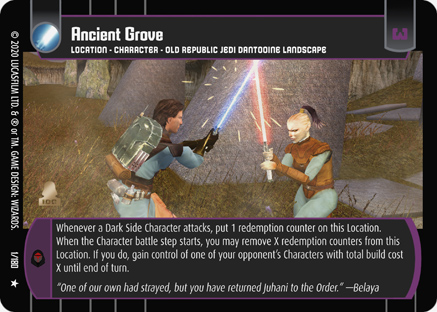 Ancient Grove
LOCATION - CHARACTER - OLD REPUBLIC JEDI DANTOOINE LANDSCAPE
© 2020 LUCASFILM LTD. & ® or TM. GAME DESIGN: WIZARDS.
1/180
IDC
Whenever a Dark Side Character attacks, put 1 redemption counter on this Location.
When the Character battle step starts, you may remove X redemption counters from this
Location. If you do, gain control of one of your opponent's Characters with total build cost
X until end of turn.
"One of our own had strayed, but you have returned Juhani to the Order." —Belaya